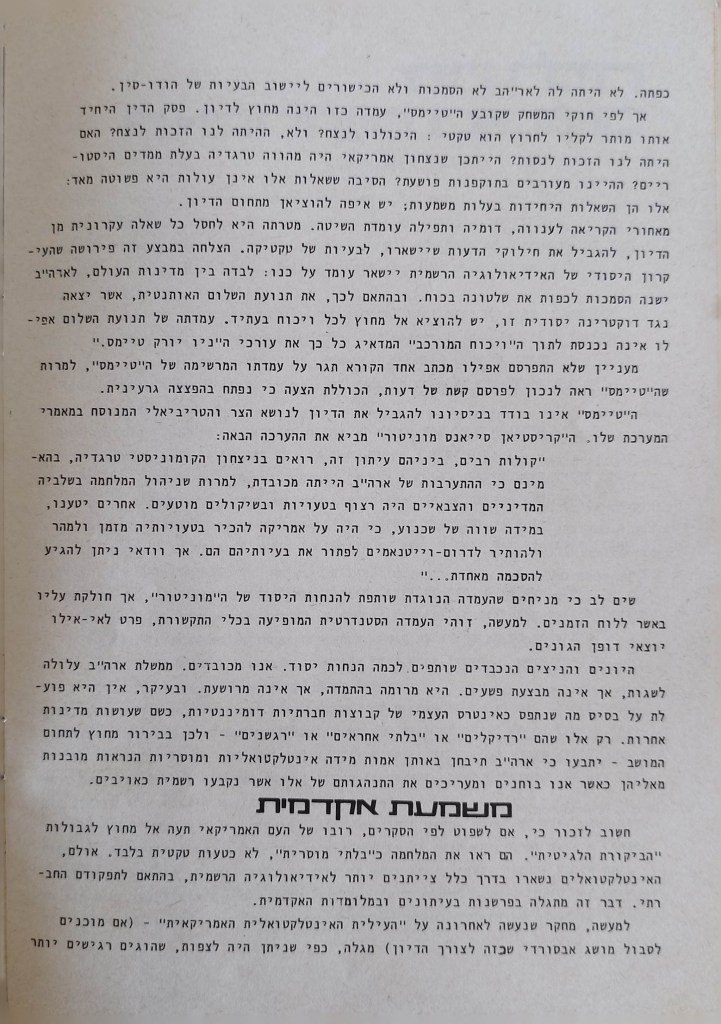 כפתה. לא היתה לה לארה"ב לא הסמכות ולא הכישורים ליישוב הבעיות של הודו-סין.
אך לפי חוקי המשחק שקובע ה"טיימס", עמדה כזו הינה מחוץ לדיון. פסק הדין היחיד
אותו מותר לקליו לחרוץ הוא טקטי : היכולנו לנצח? ולא, ההיתה לנו הזכות לנצח? האם
היתה לנו הזכות לנסות? הייתכן שנצחון אמריקאי היה מהווה טרגדיה בעלת ממדים היסטו-
ריים? ההיינו מעורבים בתוקפנות פושעת? הסיבה ששאלות אלו אינן עולות היא פשוטה מאד:
אלו הן השאלות היחידות בעלות משמעות; יש איפה להוציאן מתחום הדיון.
מאחורי הקריאה לענווה, דומיה ותפילה עומדת השיטה. מטרתה היא לחסל כל שאלה עקרונית מן
הדיון, להגביל את חילוקי הדעות שיישארו, לבעיות של טקטיקה. הצלחה במבצע זה פירושה שהעי-
קרון היסודי של האידיאולוגיה הרשמית יישאר עומד על כנו: לבדה בין מדינות העולם, לארה"ב
ישנה הסמכות לכפות את שלטונה בכוח. ובהתאם לכך, את תנועת השלום האותנטית, אשר יצאה
נגד דוקטרינה יסודית זו, יש להוציא אל מחוץ לכל ויכוח בעתיד. עמדתה של תנועת השלום אפי-
לו אינה נכנסת לתוך ה"ויכוח המורכב" המדאיג כל כך את עורכי ה"ניו יורק טיימס."
מעניין שלא התפרסם אפילו מכתב אחד הקורא תגר על עמדתו המרשימה של ה"טיימס", למרות
שה"טיימס" ראה לנכון לפרסם קשת של דעות, הכוללת הצעה כי נפתח בהפצצה גרעינית.
ה"טיימס" אינו בודד בניסיונו להגביל את הדיון לנושא הצר והטריביאלי המנוסח במאמרי
המערכת שלו. ה"קריסטיאן סייאנס מוניטור" מביא את ההערכה הבאה:
"קולות רבים, ביניהם עיתון זה, רואים בניצחון הקומוניסטי טרגדיה, בהא-
מינם כי ההתערבות של ארה"ב הייתה מכובדת, למרות שניהול המלחמה בשלביה
המדיניים והצבאיים היה רצוף בטעויות ובשיקולים מוטעים. אחרים יטענו,
במידה שווה של שכנוע, כי היה על אמריקה להכיר בטעויותיה מזמן ולמהר
ולהותיר לדרום-וייטנאמים לפתור את בעיותיהם הם. אך וודאי ניתן להגיע
להסכמה מאחדת..."
שים לב כי מניחים שהעמדה הנוגדת שותפת להנחות היסוד של ה"מוניטור", אך חולקת עליו
באשר ללוח הזמנים. למעשה, זוהי העמדה הסטנדרטית המופיעה בכלי התקשורת, פרט לאי-אילו
יוצאי דופן הגונים.
היונים והניצים הנכבדים שותפים לכמה הנחות יסוד. אנו מכובדים. ממשלת ארה"ב עלולה
לשגות, אך אינה מבצעת פשעים. היא מרומה בהתמדה, אך אינה מרושעת. ובעיקר, אין היא פוע-
לת על בסיס מה שנתפס כאינטרס העצמי של קבוצות חברתיות דומיננטיות, כשם שעושות מדינות
אחרות. רק אלו שהם "רדיקלים" או "בלתי אחראים" או "רגשנים" - ולכן בבירור מחוץ לתחום
המושב - יתבעו כי ארה"ב תיבחן באותן אמות מידה אינטלקטואליות ומוסריות הנראות מובנות
מאליהן כאשר אנו בוחנים ומעריכים את התנהגותם של אלו אשר נקבעו רשמית כאויבים.
משמעת אקדמית
חשוב לזכור כי, אם לשפוט לפי הסקרים, רובו של העם האמריקאי תעה אל מחוץ לגבולות
"הביקורת הלגיטית". הם ראו את המלחמה כ"בלתי מוסרית", לא כטעות טקטית בלבד. אולם,
האינטלקטואלים נשארו בדרך כלל צייתנים יותר לאידיאולוגיה הרשמית, בהתאם לתפקודם החב-
רתי. דבר זה מתגלה בפרשנות בעיתונים ובמלומדות האקדמית.
למעשה, מחקר שנעשה לאחרונה על "העילית האינטלקטואלית האמריקאית" - (אם מוכנים
לסבול מושג אבסורדי שכזה לצורך הדיון) מגלה, כפי שניתן היה לצפות, שהוגים רגישים יותר